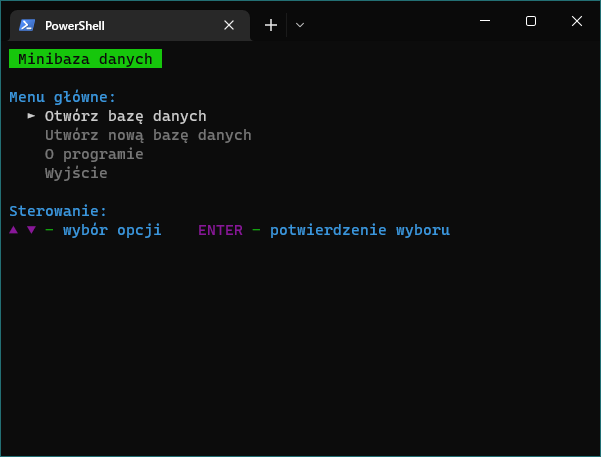 PowerShell
Minibaza danych
Menu główne:
► Otwórz bazę danych
Utwórz nową bazę danych
O programie
Wyjście
Sterowanie:
▲ ▼ - wybór opcji    ENTER - potwierdzenie wyboru